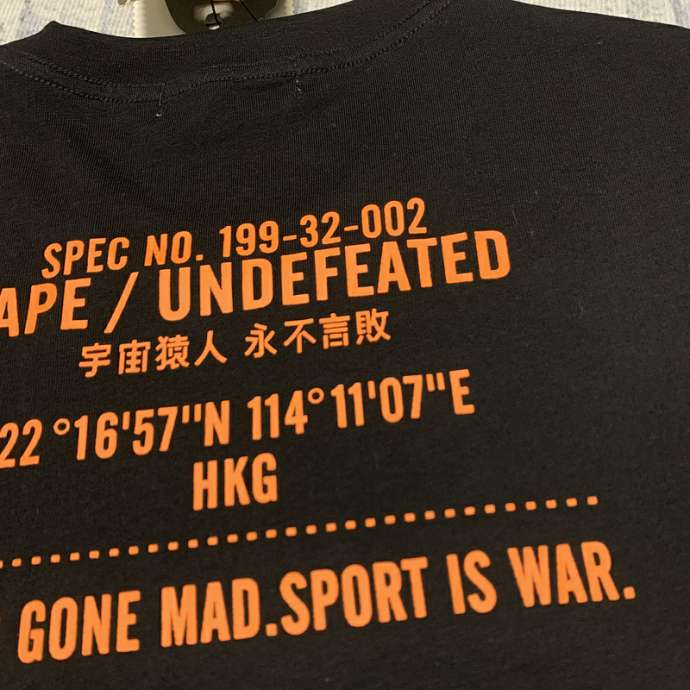 SPEC NO. 199-32-002
APE / UNDEFEATED
宇宙猿人 永不言敗
22°16'57"N 114°11'07"E
HKG
GONE MAD.SPORT IS WAR.